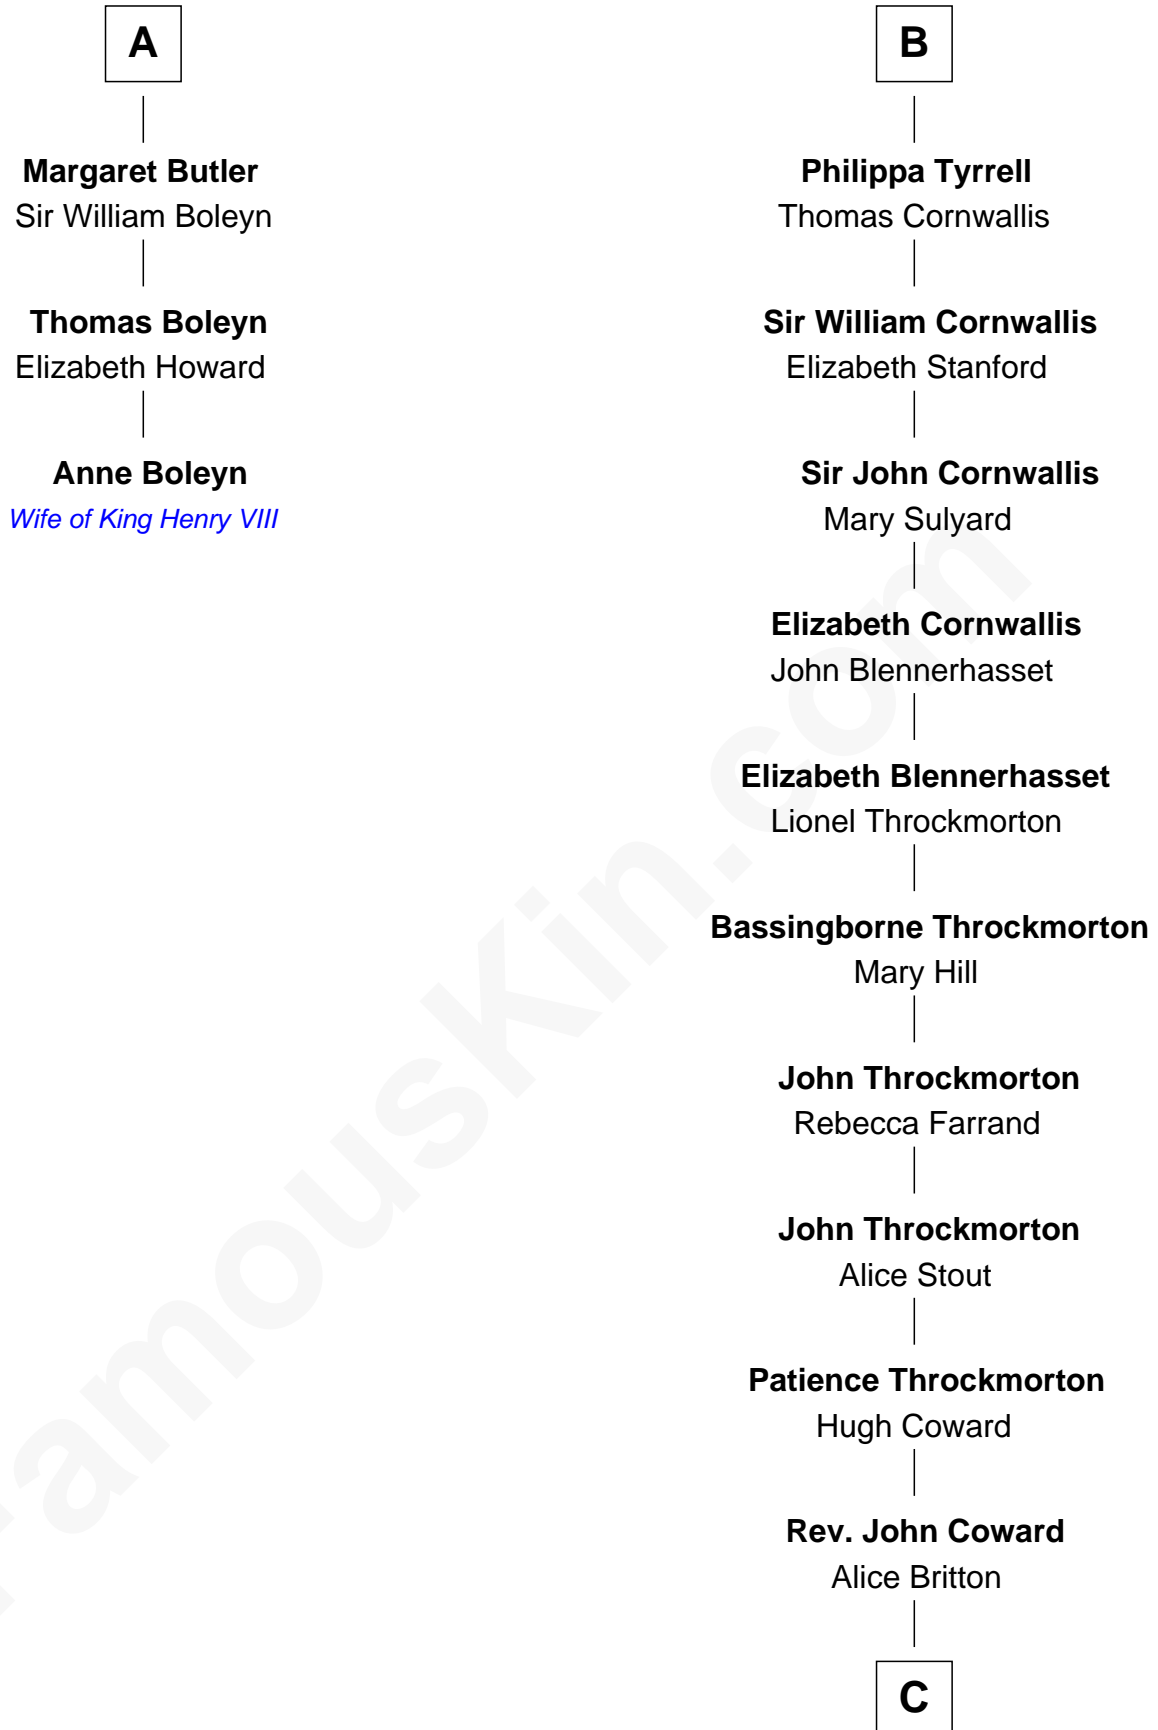 A
Margaret Butler
Sir William Boleyn
Thomas Boleyn
Elizabeth Howard
Anne Boleyn
Wife of King Henry VIII
B
Philippa Tyrrell
Thomas Cornwallis
Sir William Cornwallis
Elizabeth Stanford
Sir John Cornwallis
Mary Sulyard
Elizabeth Cornwallis
John Blennerhasset
Elizabeth Blennerhasset
Lionel Throckmorton
Bassingborne Throckmorton
Mary Hill
John Throckmorton
Rebecca Farrand
John Throckmorton
Alice Stout
Patience Throckmorton
Hugh Coward
Rev. John Coward
Alice Britton
C
FamousKin.com